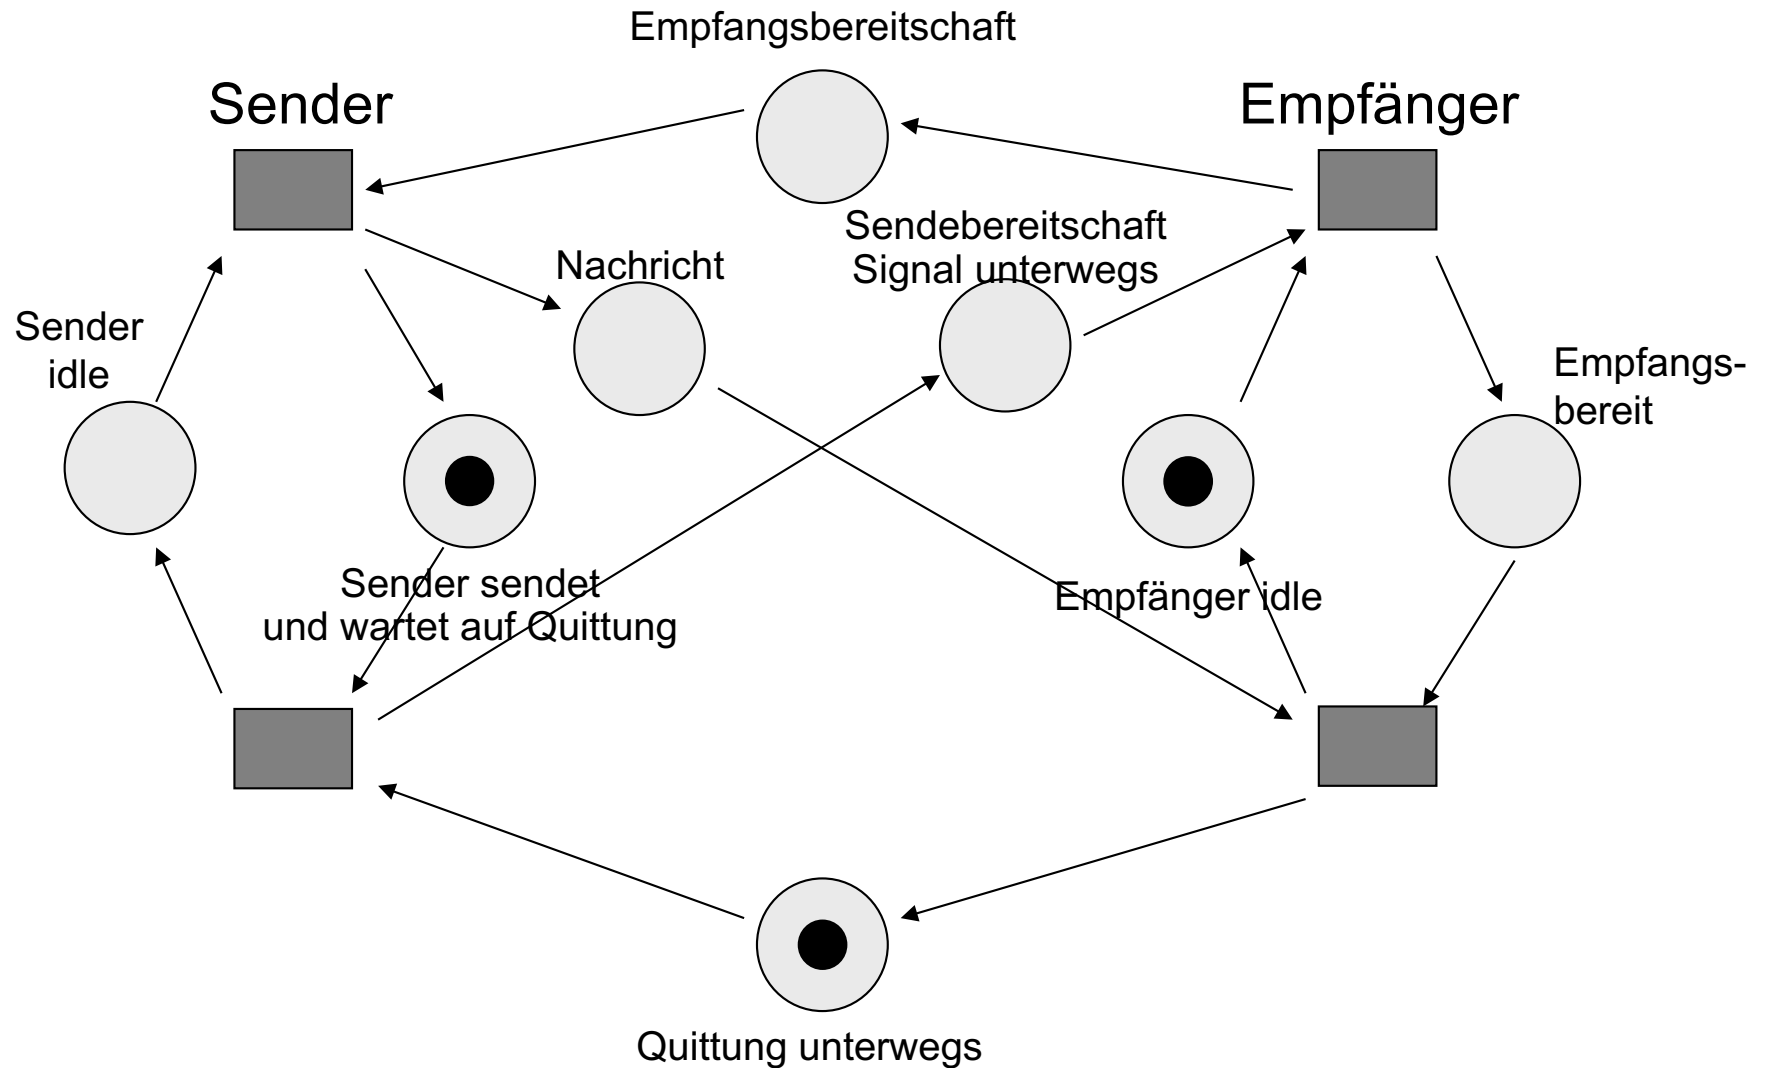 Empfangsbereitschaft
Sender
Empfänger
Sendebereitschaft
Signal unterwegs
Nachricht
Sender
idle
Empfangs-
bereit
Sender sendet
und wartet auf Quittung
Empfänger idle
Quittung unterwegs